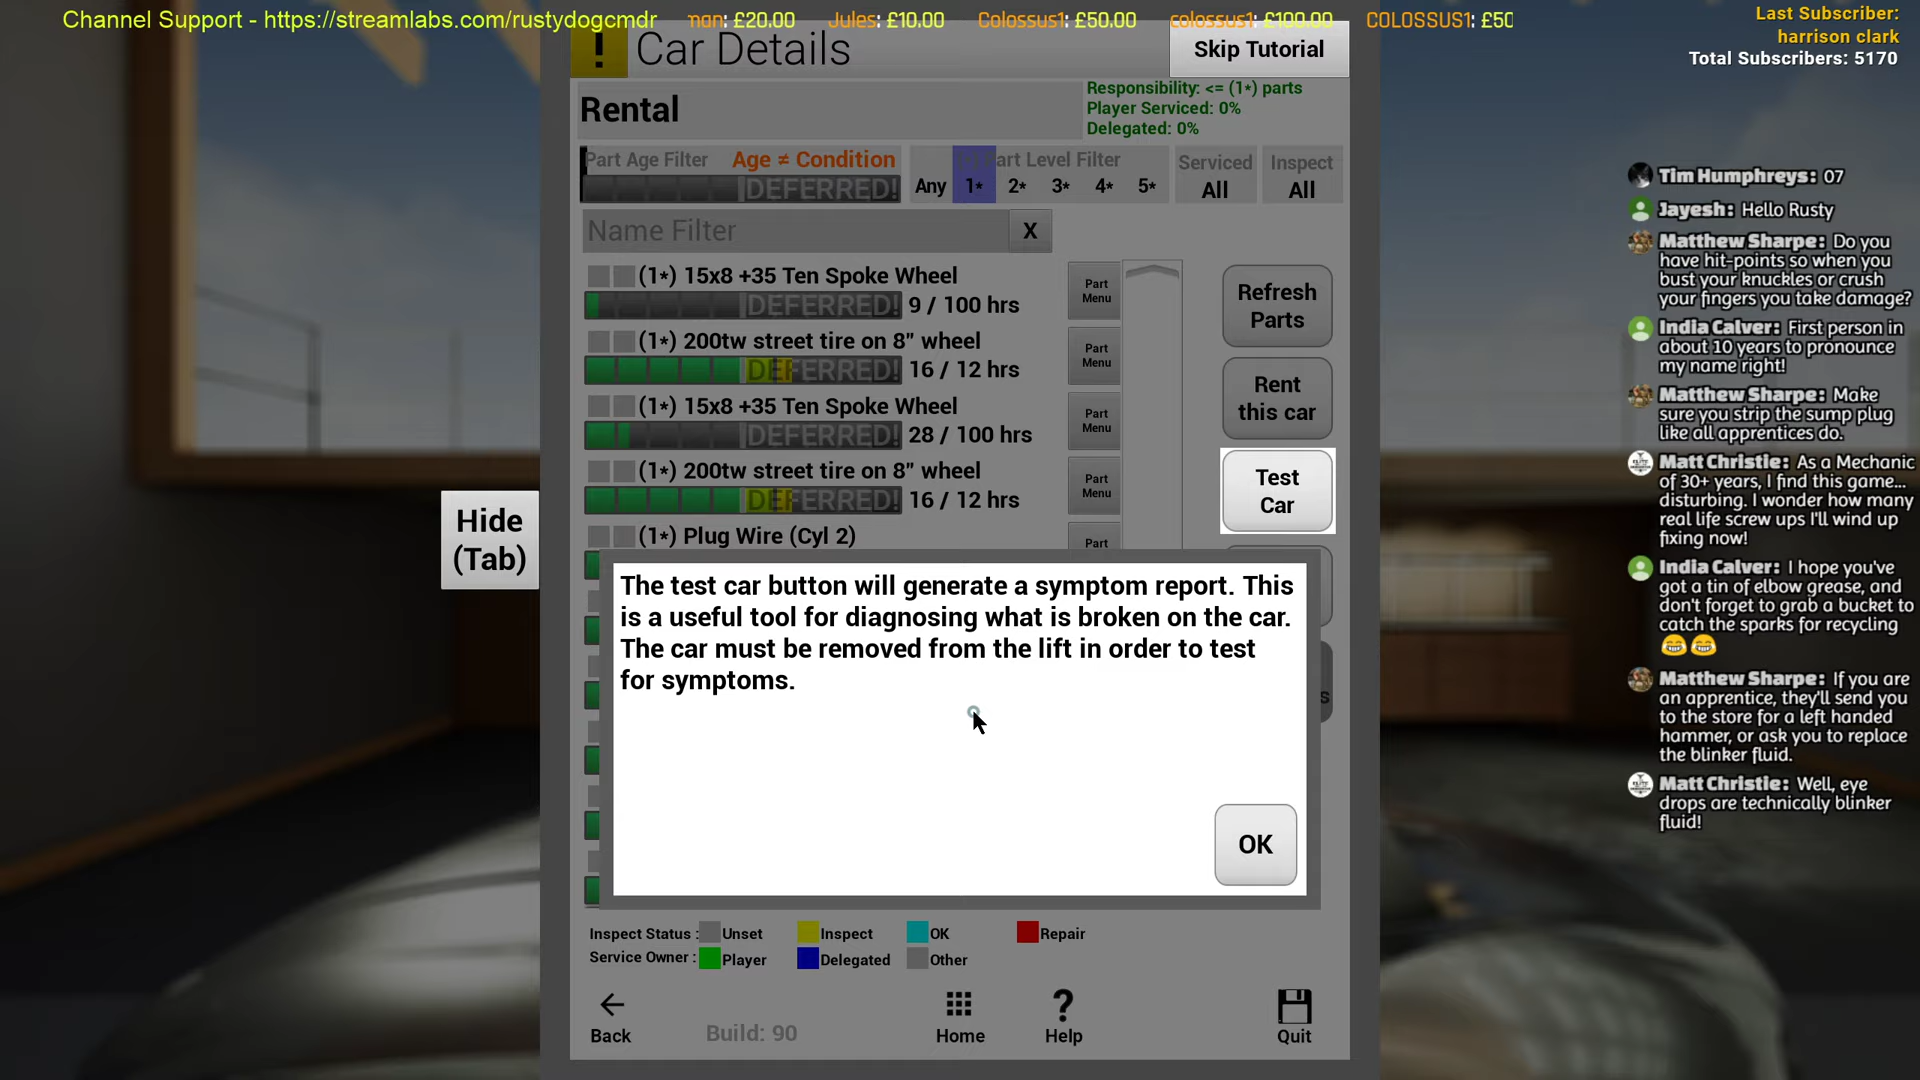 Channel Support - https://streamlabs.com/rustydogcmdr
man: £20.00 Jules: £10.00 Colossus1: £50.00 colossus1: £100.00 COLOSSUS1: £50
Last Subscriber:
harrison clark
Total Subscribers: 5170
! Car Details
Skip Tutorial
Rental
Responsibility: <= (1*) parts
Player Serviced: 0%
Delegated: 0%
Part Age Filter Age ≠ Condition
DEFERRED!
Part Level Filter
Any 1* 2* 3* 4* 5*
Serviced
All
Inspect
All
Name Filter X
(1*) 15x8 +35 Ten Spoke Wheel
DEFERRED! 9 / 100 hrs
Part
Menu
(1*) 200tw street tire on 8" wheel
DEFERRED! 16 / 12 hrs
Part
Menu
(1*) 15x8 +35 Ten Spoke Wheel
DEFERRED! 28 / 100 hrs
Part
Menu
(1*) 200tw street tire on 8" wheel
DEFERRED! 16 / 12 hrs
Part
Menu
(1*) Plug Wire (Cyl 2)
Part
Refresh
Parts
Rent
this car
Test
Car
Hide
(Tab)
The test car button will generate a symptom report. This
is a useful tool for diagnosing what is broken on the car.
The car must be removed from the lift in order to test
for symptoms.
OK
Inspect Status : Unset Inspect OK Repair
Service Owner : Player Delegated Other
Back
Build: 90
Home
? Help
Quit
Tim Humphreys: 07
Jayesh: Hello Rusty
Matthew Sharpe: Do you
have hit-points so when you
bust your knuckles or crush
your fingers you take damage?
India Calver: First person in
about 10 years to pronounce
my name right!
Matthew Sharpe: Make
sure you strip the sump plug
like all apprentices do.
Matt Christie: As a Mechanic
of 30+ years, I find this game...
disturbing. I wonder how many
real life screw ups I'll wind up
fixing now!
India Calver: I hope you've
got a tin of elbow grease, and
don't forget to grab a bucket to
catch the sparks for recycling
😂😂
Matthew Sharpe: If you are
an apprentice, they'll send you
to the store for a left handed
hammer, or ask you to replace
the blinker fluid.
Matt Christie: Well, eye
drops are technically blinker
fluid!